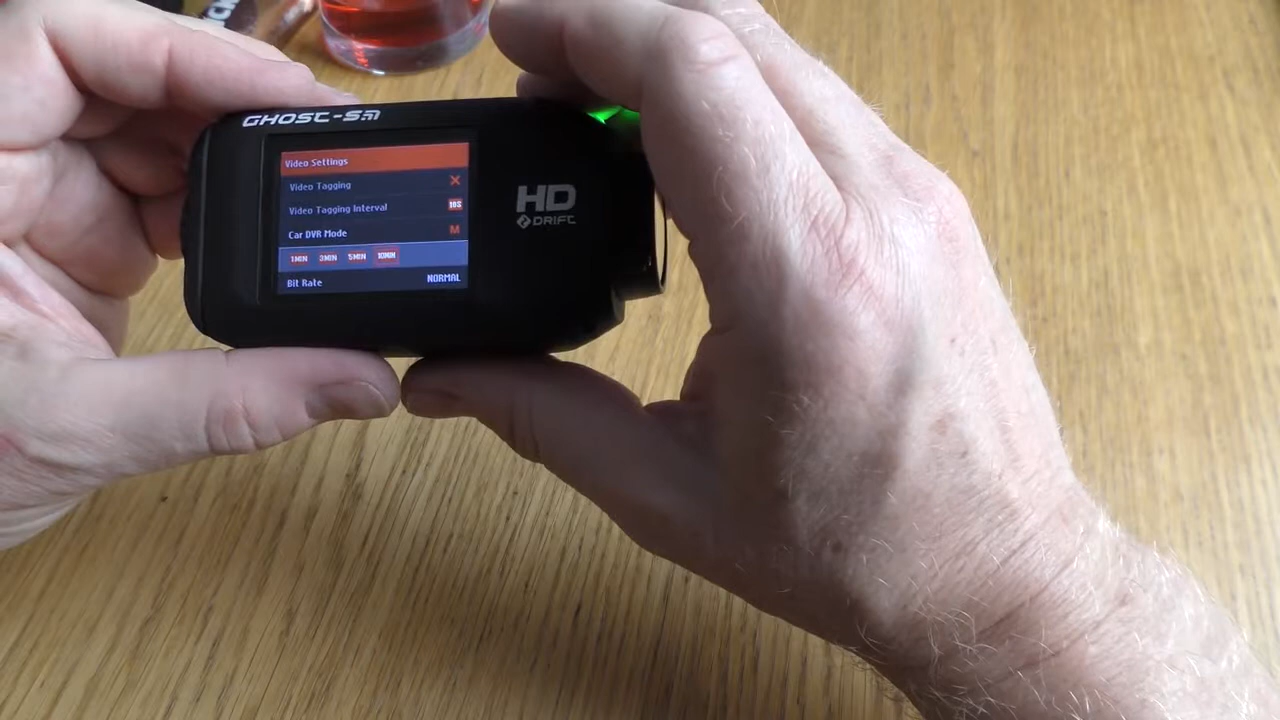 GHOST-S
Video Settings
Video Tagging
Video Tagging Interval 10S
Car DVR Mode M
1MIN 3MIN 5MIN 10MIN
Bit Rate NORMAL
HD
DRIFT